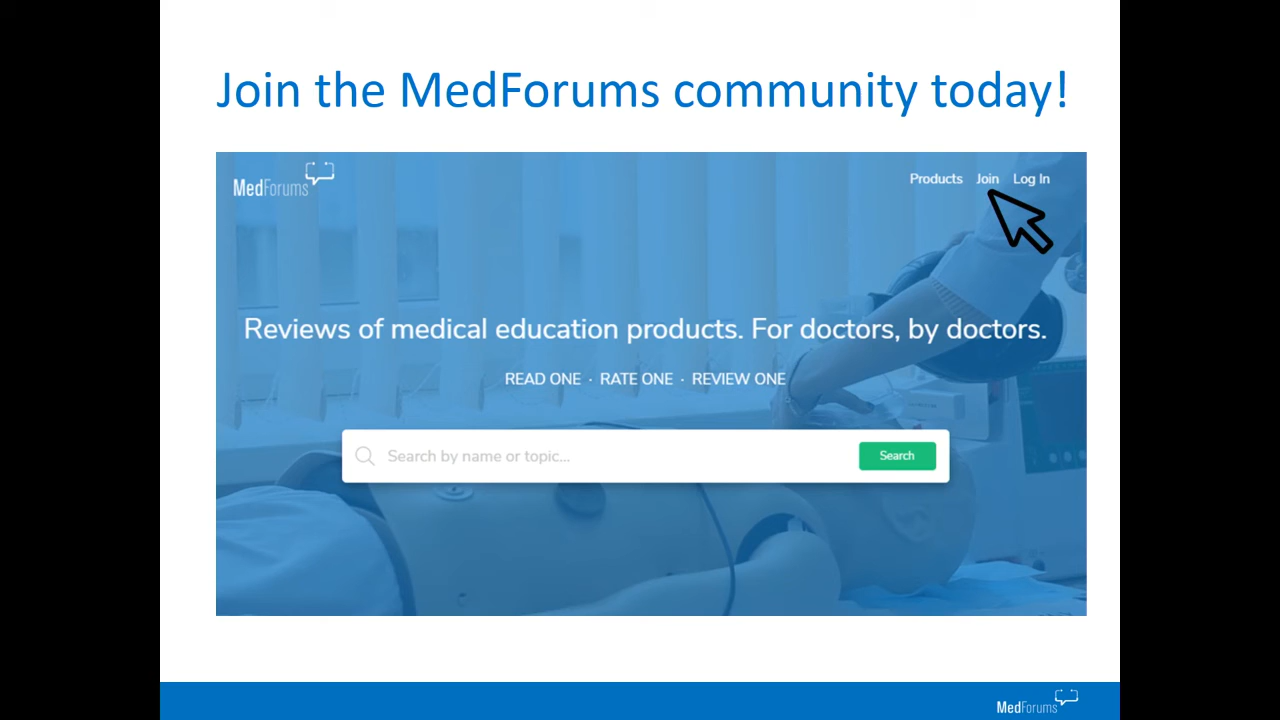 Join the MedForums community today!
MedForums
Products Join Log In
Reviews of medical education products. For doctors, by doctors.
READ ONE · RATE ONE · REVIEW ONE
Search by name or topic...
Search
MedForums